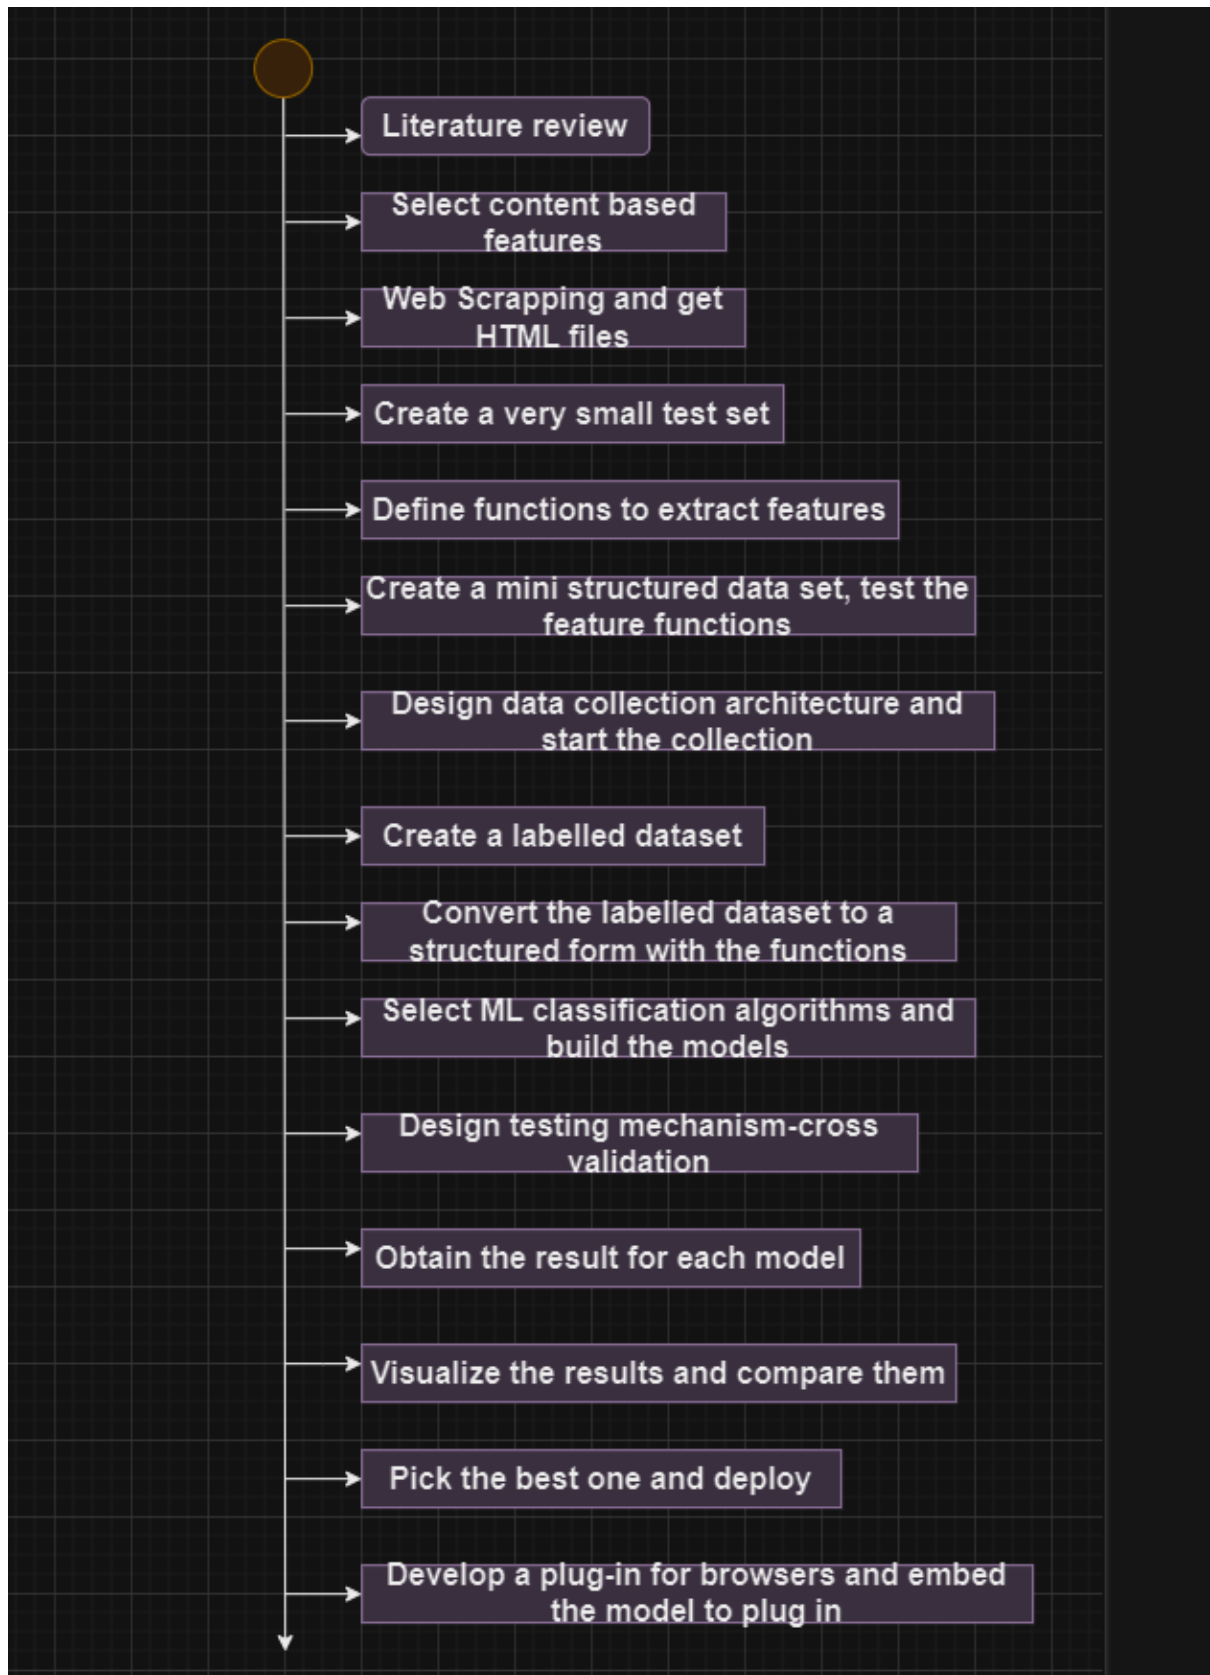 Literature review
Select content based
features
Web Scrapping and get
HTML files
Create a very small test set
Define functions to extract features
Create a mini structured data set, test the
feature functions
Design data collection architecture and
start the collection
Create a labelled dataset
Convert the labelled dataset to a
structured form with the functions
Select ML classification algorithms and
build the models
Design testing mechanism-cross
validation
Obtain the result for each model
Visualize the results and compare them
Pick the best one and deploy
Develop a plug-in for browsers and embed
the model to plug in